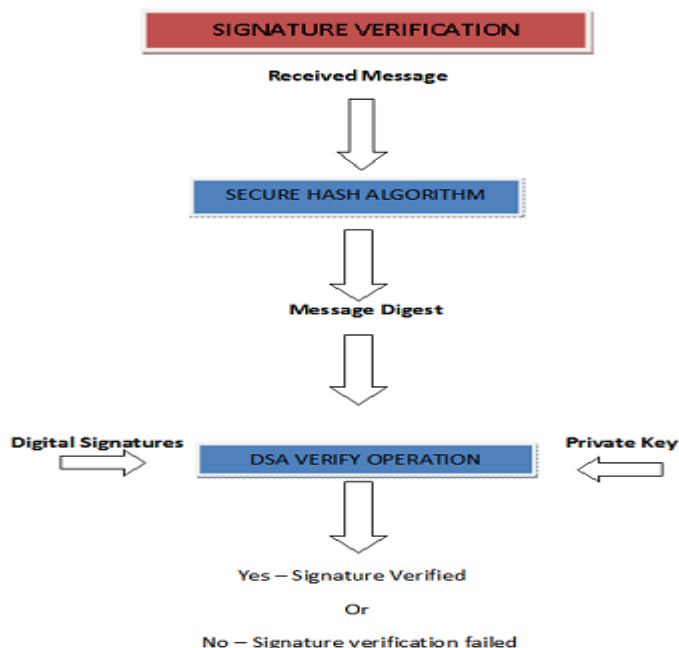 SIGNATURE VERIFICATION
Received Message
SECURE HASH ALGORITHM
Message Digest
Digital Signatures
Private Key
DSA VERIFY OPERATION
Yes – Signature Verified
Or
No – Signature verification failed